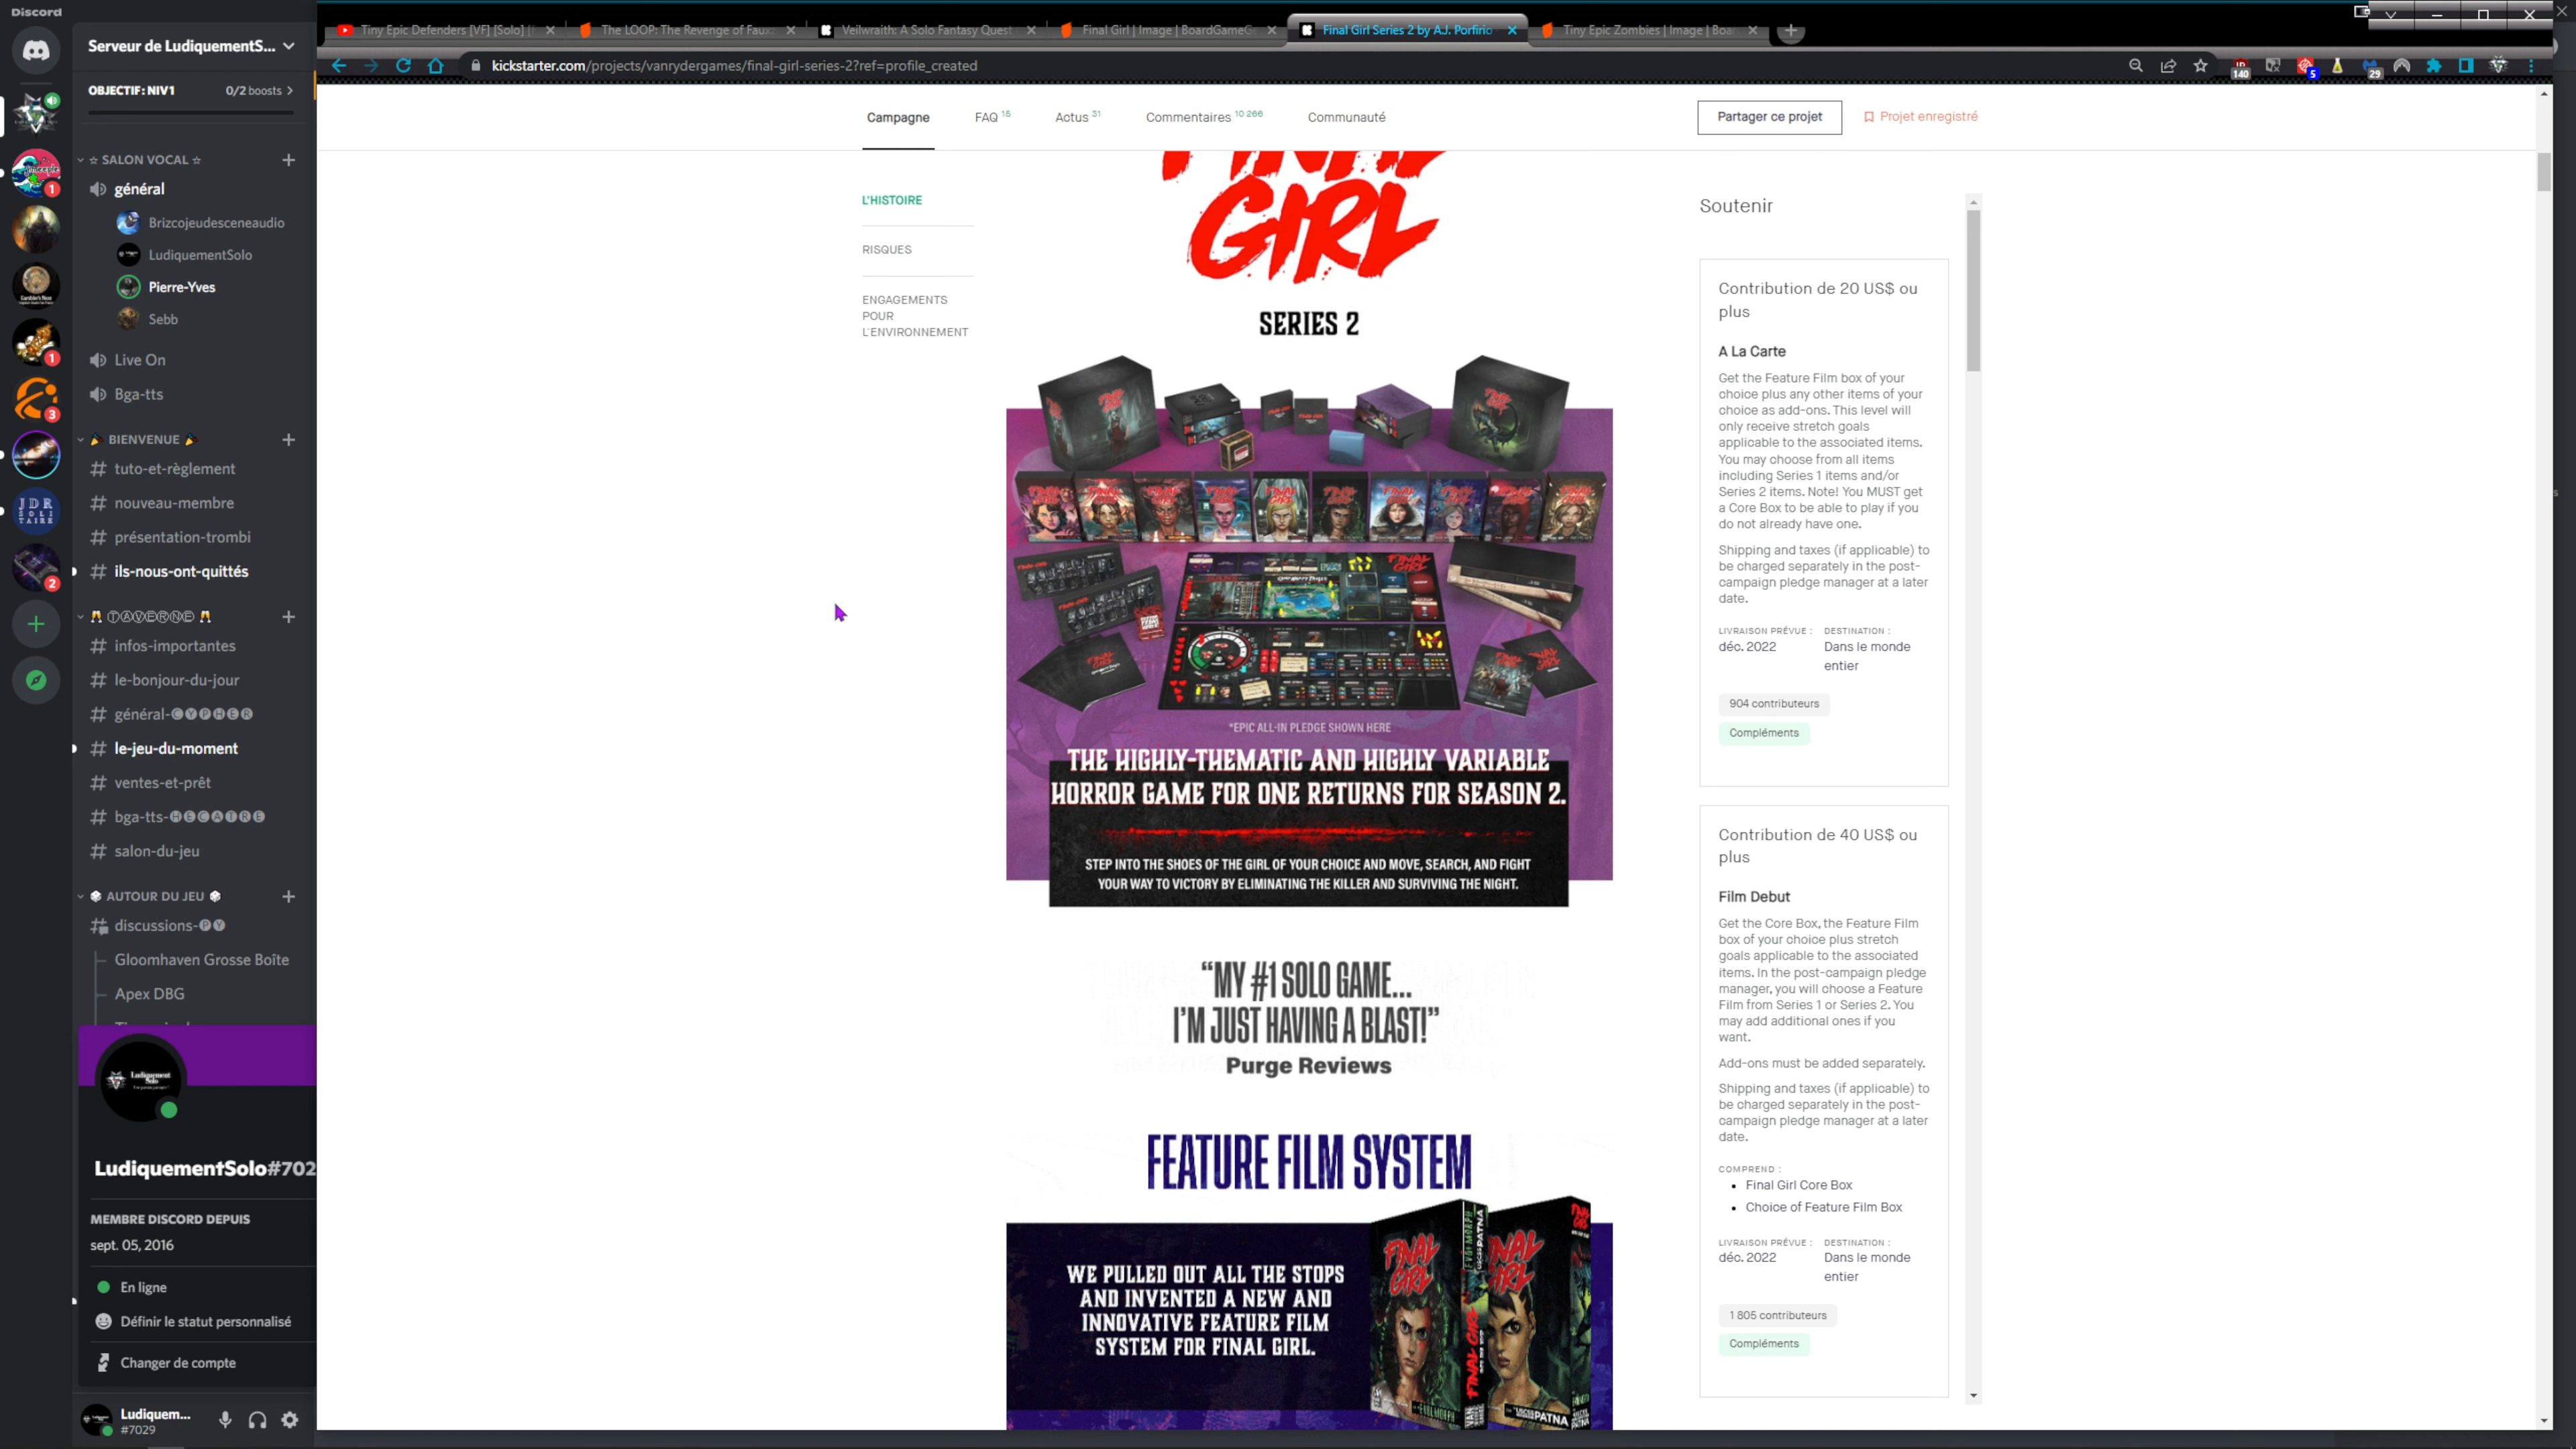 Discord
Serveur de LudiquementS...
OBJECTIF: NIV1
0/2 boosts
☆ SALON VOCAL ☆
général
Brizcojeudesceneaudio
LudiquementSolo
Pierre-Yves
Sebb
Live On
Bga-tts
BIENVENUE
tuto-et-règlement
nouveau-membre
présentation-trombi
ils-nous-ont-quittés
ⓉⒶⓋⒺⓇⓃⒺ
infos-importantes
le-bonjour-du-jour
général-🅒🅨🅟🅗🅔🅡
le-jeu-du-moment
ventes-et-prêt
bga-tts-🅗🅔🅒🅐🅣🅡🅔
salon-du-jeu
AUTOUR DU JEU
discussions-🅟🅨
Gloomhaven Grosse Boîte
Apex DBG
LudiquementSolo#702
MEMBRE DISCORD DEPUIS
sept. 05, 2016
En ligne
Définir le statut personnalisé
Changer de compte
Ludiquem...
#7029
Tiny Epic Defenders [VF] [Solo]
The LOOP: The Revenge of Faux
Veilwraith: A Solo Fantasy Quest
Final Girl | Image | BoardGameG
Final Girl Series 2 by A.J. Porfirio
Tiny Epic Zombies | Image | Boar
kickstarter.com/projects/vanrydergames/final-girl-series-2?ref=profile_created
140
5
29
Campagne
FAQ 15
Actus 31
Commentaires 10 266
Communauté
Partager ce projet
Projet enregistré
L'HISTOIRE
RISQUES
ENGAGEMENTS
POUR
L'ENVIRONNEMENT
FINAL
GIRL
SERIES 2
*EPIC ALL-IN PLEDGE SHOWN HERE
THE HIGHLY-THEMATIC AND HIGHLY VARIABLE
HORROR GAME FOR ONE RETURNS FOR SEASON 2.
STEP INTO THE SHOES OF THE GIRL OF YOUR CHOICE AND MOVE, SEARCH, AND FIGHT
YOUR WAY TO VICTORY BY ELIMINATING THE KILLER AND SURVIVING THE NIGHT.
“MY #1 SOLO GAME...
I’M JUST HAVING A BLAST!”
Purge Reviews
FEATURE FILM SYSTEM
WE PULLED OUT ALL THE STOPS
AND INVENTED A NEW AND
INNOVATIVE FEATURE FILM
SYSTEM FOR FINAL GIRL.
FINAL GIRL
Soutenir
Contribution de 20 US$ ou
plus
A La Carte
Get the Feature Film box of your
choice plus any other items of your
choice as add-ons. This level will
only receive stretch goals
applicable to the associated items.
You may choose from all items
including Series 1 items and/or
Series 2 items. Note! You MUST get
a Core Box to be able to play if you
do not already have one.
Shipping and taxes (if applicable) to
be charged separately in the post-
campaign pledge manager at a later
date.
LIVRAISON PRÉVUE :
DESTINATION :
déc. 2022
Dans le monde
entier
904 contributeurs
Compléments
Contribution de 40 US$ ou
plus
Film Debut
Get the Core Box, the Feature Film
box of your choice plus stretch
goals applicable to the associated
items. In the post-campaign pledge
manager, you will choose a Feature
Film from Series 1 or Series 2. You
may add additional ones if you
want.
Add-ons must be added separately.
Shipping and taxes (if applicable) to
be charged separately in the post-
campaign pledge manager at a later
date.
COMPREND :
Final Girl Core Box
Choice of Feature Film Box
LIVRAISON PRÉVUE :
DESTINATION :
déc. 2022
Dans le monde
entier
1 805 contributeurs
Compléments